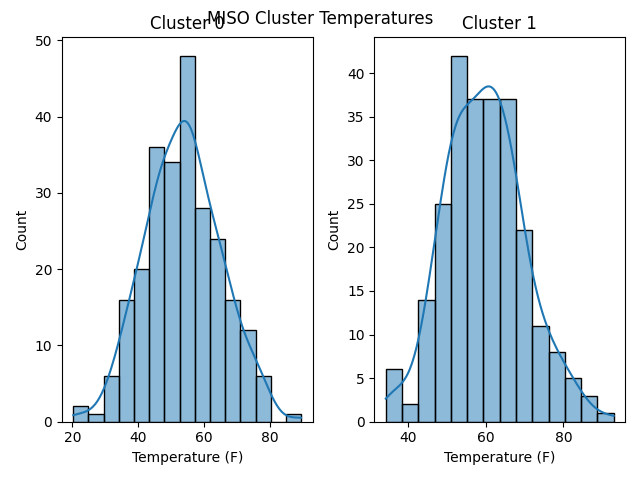 MISO Cluster Temperatures
Cluster 0
Cluster 1
50
40
30
20
10
0
Count
20 40 60 80
Temperature (F)
40
35
30
25
20
15
10
5
0
Count
40 60 80
Temperature (F)